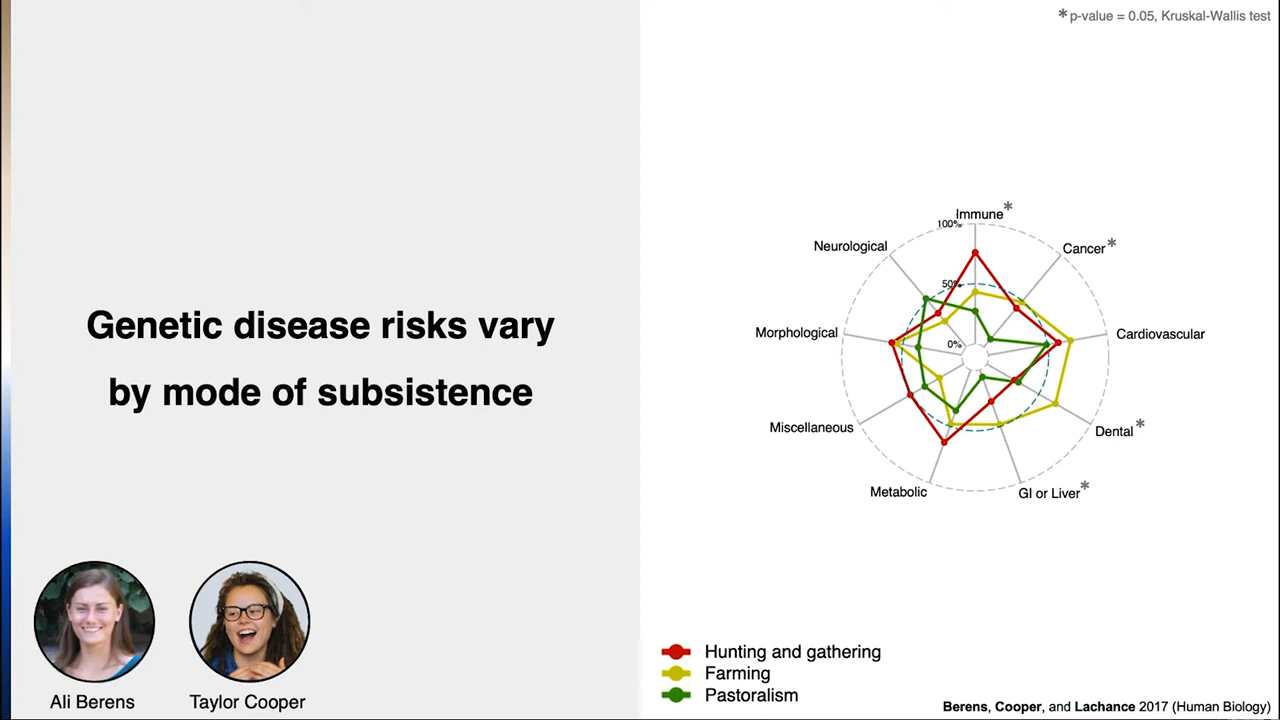 * p-value = 0.05, Kruskal-Wallis test
Genetic disease risks vary
by mode of subsistence
Immune*
100%
Neurological
Cancer*
50%
Morphological
0%
Cardiovascular
Miscellaneous
Dental*
Metabolic
GI or Liver*
Hunting and gathering
Farming
Pastoralism
Ali Berens
Taylor Cooper
Berens, Cooper, and Lachance 2017 (Human Biology)